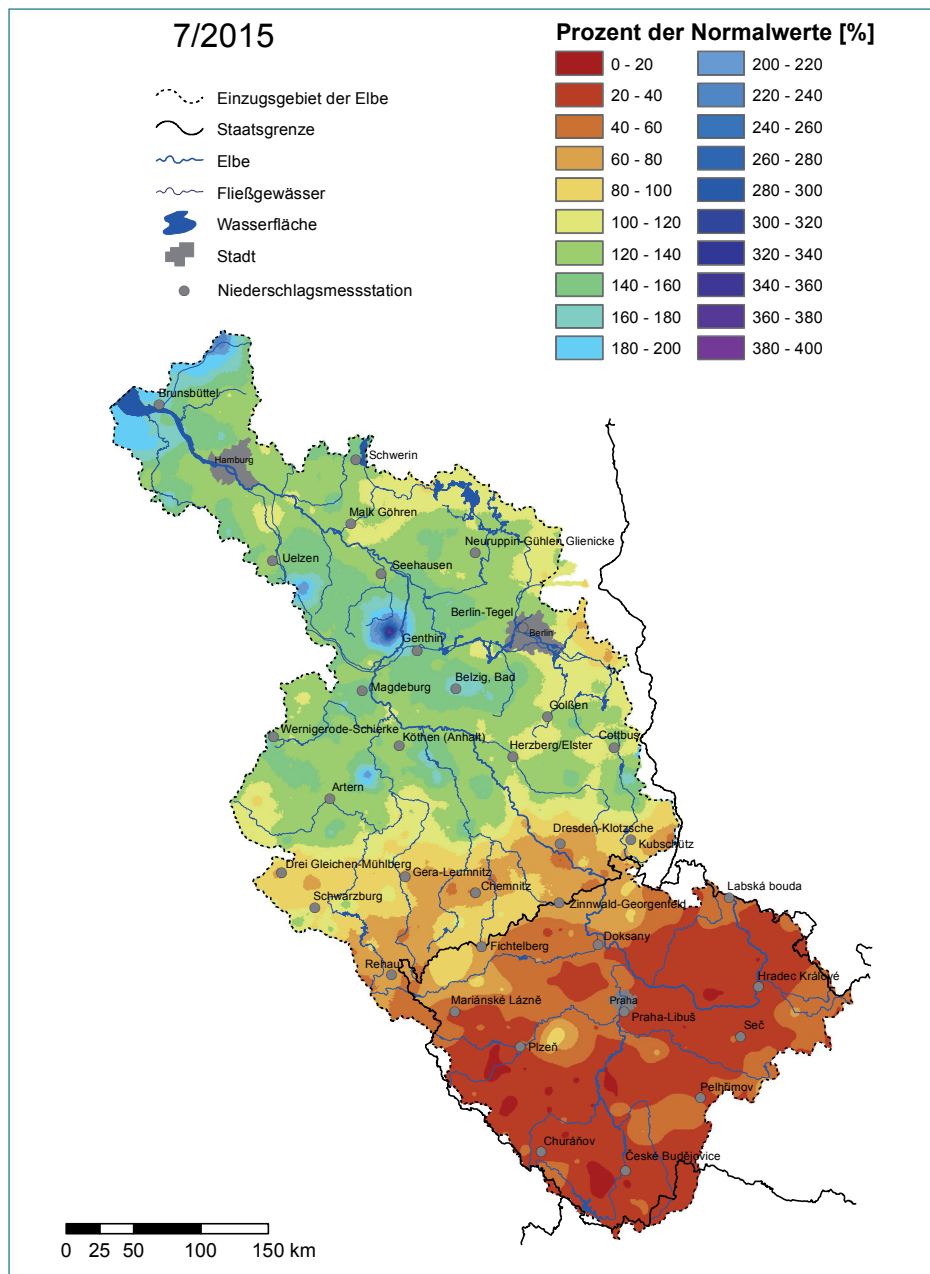 7/2015
Einzugsgebiet der Elbe
Staatsgrenze
Elbe
Fließgewässer
Wasserfläche
Stadt
Niederschlagsmessstation
Prozent der Normalwerte [%]
0 - 20
20 - 40
40 - 60
60 - 80
80 - 100
100 - 120
120 - 140
140 - 160
160 - 180
180 - 200
200 - 220
220 - 240
240 - 260
260 - 280
280 - 300
300 - 320
320 - 340
340 - 360
360 - 380
380 - 400
Brunsbüttel
Hamburg
Schwerin
Malk Göhren
Neuruppin-Gühlen Glienicke
Uelzen
Seehausen
Berlin-Tegel
Berlin
Genthin
Magdeburg
Belzig, Bad
Golßen
Wernigerode-Schierke
Köthen (Anhalt)
Herzberg/Elster
Cottbus
Artern
Dresden-Klotzsche
Kubschütz
Drei Gleichen-Mühlberg
Gera-Leumnitz
Chemnitz
Labská bouda
Schwarzburg
Zinnwald-Georgenfeld
Fichtelberg
Doksany
Rehau
Hradec Králové
Mariánské Lázně
Praha
Praha-Libuš
Seč
Plzeň
Pelhřimov
Churáňov
České Budějovice
0 25 50 100 150 km